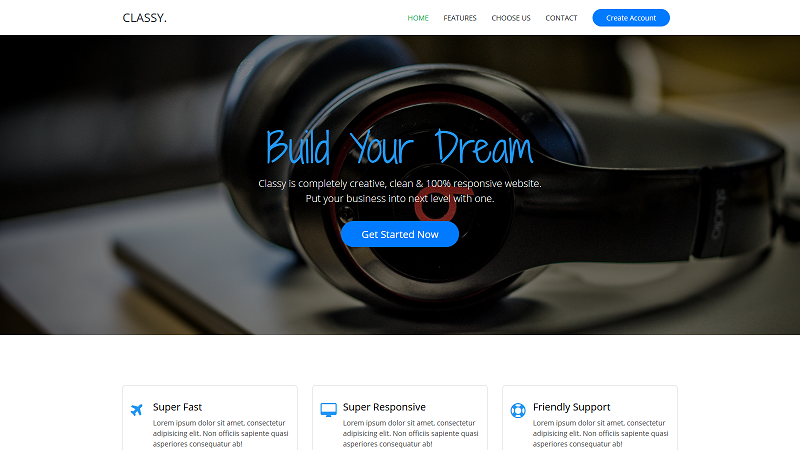 CLASSY.
HOME FEATURES CHOOSE US CONTACT Create Account
Build Your Dream
Classy is completely creative, clean & 100% responsive website.
Put your business into next level with one.
Get Started Now
studio
Super Fast
Lorem ipsum dolor sit amet, consectetur
adipisicing elit. Non officiis sapiente quasi
asperiores consequatur ab!
Super Responsive
Lorem ipsum dolor sit amet, consectetur
adipisicing elit. Non officiis sapiente quasi
asperiores consequatur ab!
Friendly Support
Lorem ipsum dolor sit amet, consectetur
adipisicing elit. Non officiis sapiente quasi
asperiores consequatur ab!